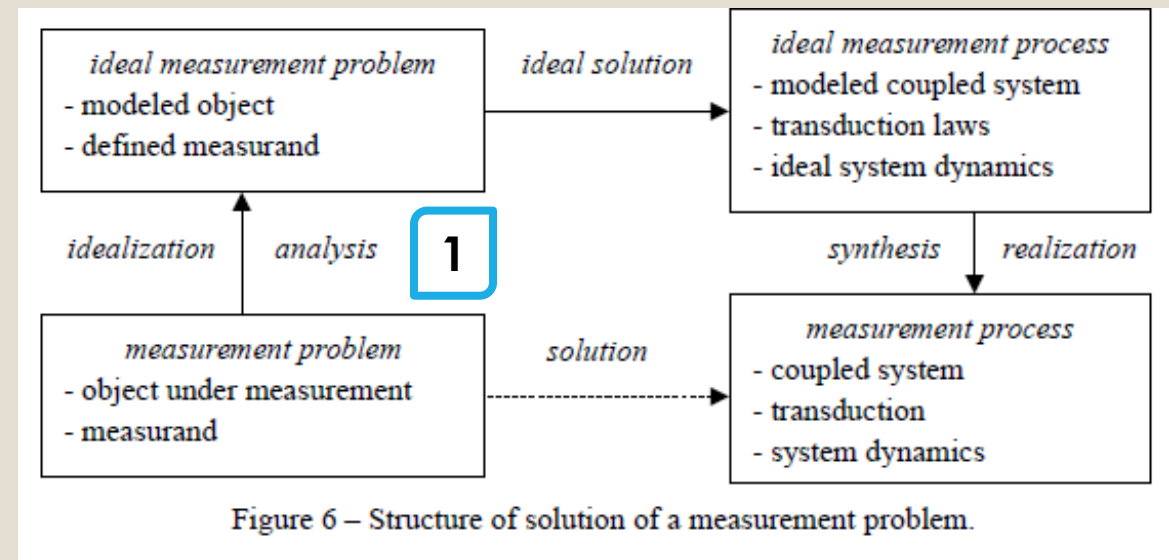 ideal measurement problem
- modeled object
- defined measurand
ideal solution
ideal measurement process
- modeled coupled system
- transduction laws
- ideal system dynamics
idealization
analysis
1
synthesis
realization
measurement problem
- object under measurement
- measurand
solution
measurement process
- coupled system
- transduction
- system dynamics
Figure 6 – Structure of solution of a measurement problem.